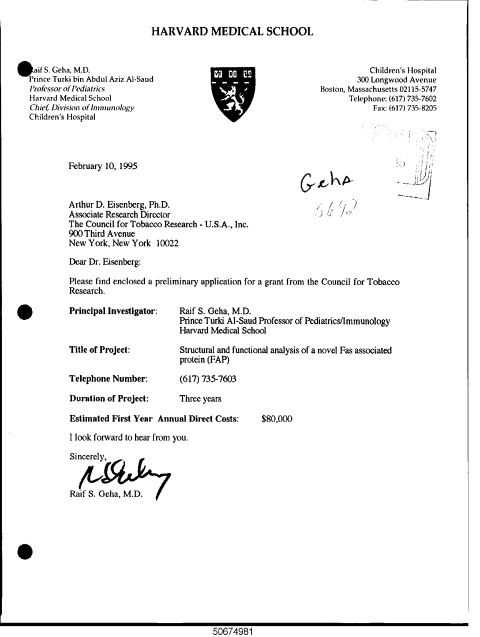 HARVARD MEDICAL SCHOOL
Raif S. Geha, M.D.
Prince Turki bin Abdul Aziz Al-Saud
Professor of Pediatrics
Harvard Medical School
Chief, Division of Immunology
Children's Hospital
Children's Hospital
300 Longwood Avenue
Boston, Massachusetts 02115-5747
Telephone: (617) 735-7602
Fax: (617) 735-8205
February 10, 1995
Geha
5692
Arthur D. Eisenberg, Ph.D.
Associate Research Director
The Council for Tobacco Research - U.S.A., Inc.
900 Third Avenue
New York, New York 10022
Dear Dr. Eisenberg:
Please find enclosed a preliminary application for a grant from the Council for Tobacco
Research.
Principal Investigator: Raif S. Geha, M.D.
Prince Turki Al-Saud Professor of Pediatrics/Immunology
Harvard Medical School
Title of Project: Structural and functional analysis of a novel Fas associated
protein (FAP)
Telephone Number: (617) 735-7603
Duration of Project: Three years
Estimated First Year Annual Direct Costs: $80,000
I look forward to hear from you.
Sincerely,
Raif S. Geha, M.D.
50674981